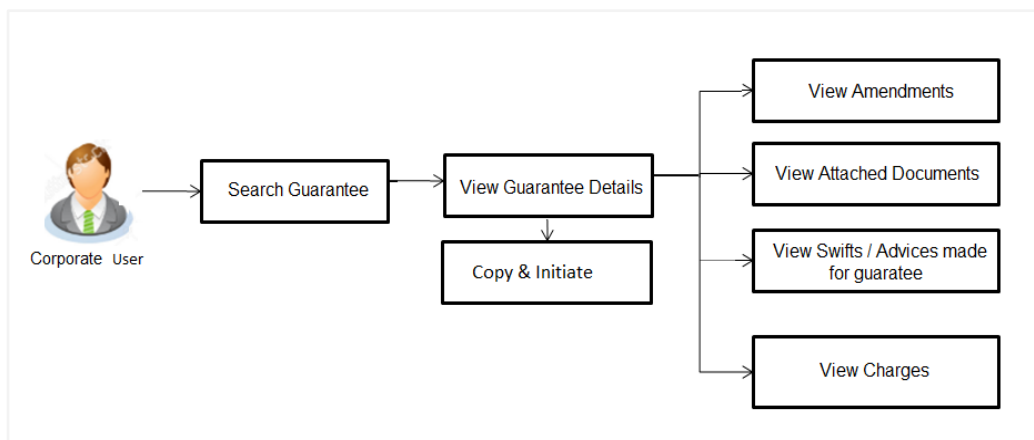 View Amendments
Search Guarantee
View Guarantee Details
View Attached Documents
Corporate User
Copy & Initiate
View Swifts / Advices made
for guaratee
View Charges